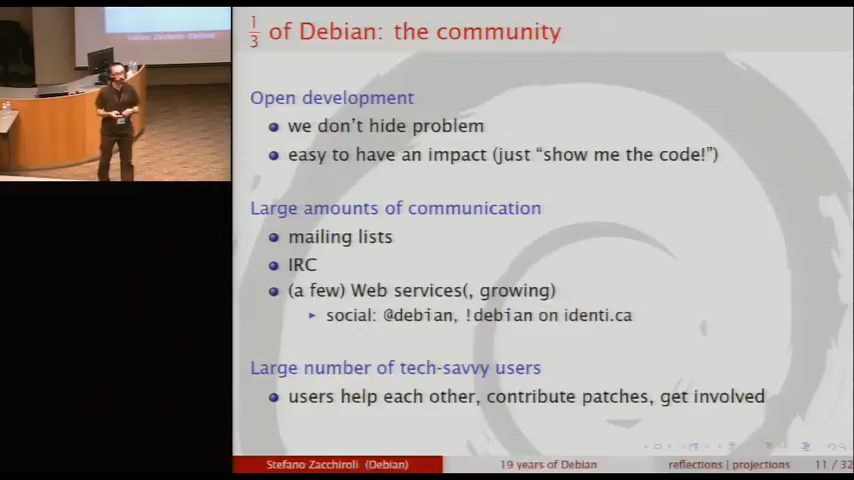 1/3 of Debian: the community
Open development
we don't hide problem
easy to have an impact (just "show me the code!")
Large amounts of communication
mailing lists
IRC
(a few) Web services(, growing)
social: @debian, !debian on identi.ca
Large number of tech-savvy users
users help each other, contribute patches, get involved
Stefano Zacchiroli (Debian)
19 years of Debian
reflections | projections
11 / 32